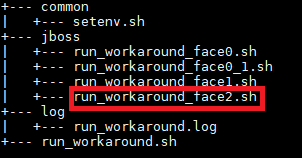 +--- common
|   +--- setenv.sh
+--- jboss
|   +--- run_workaround_face0.sh
|   +--- run_workaround_face0_1.sh
|   +--- run_workaround_face1.sh
|   +--- run_workaround_face2.sh
+--- log
|   +--- run_workaround.log
+--- run_workaround.sh